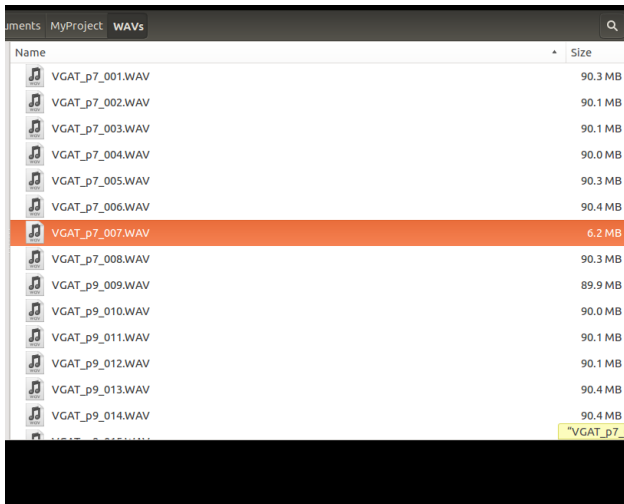 uments MyProject WAVs
Name Size
VGAT_p7_001.WAV 90.3 MB
VGAT_p7_002.WAV 90.1 MB
VGAT_p7_003.WAV 90.1 MB
VGAT_p7_004.WAV 90.0 MB
VGAT_p7_005.WAV 90.3 MB
VGAT_p7_006.WAV 90.4 MB
VGAT_p7_007.WAV 6.2 MB
VGAT_p7_008.WAV 90.3 MB
VGAT_p9_009.WAV 89.9 MB
VGAT_p9_010.WAV 90.0 MB
VGAT_p9_011.WAV 90.1 MB
VGAT_p9_012.WAV 90.1 MB
VGAT_p9_013.WAV 90.4 MB
VGAT_p9_014.WAV 90.4 MB
"VGAT_p7_